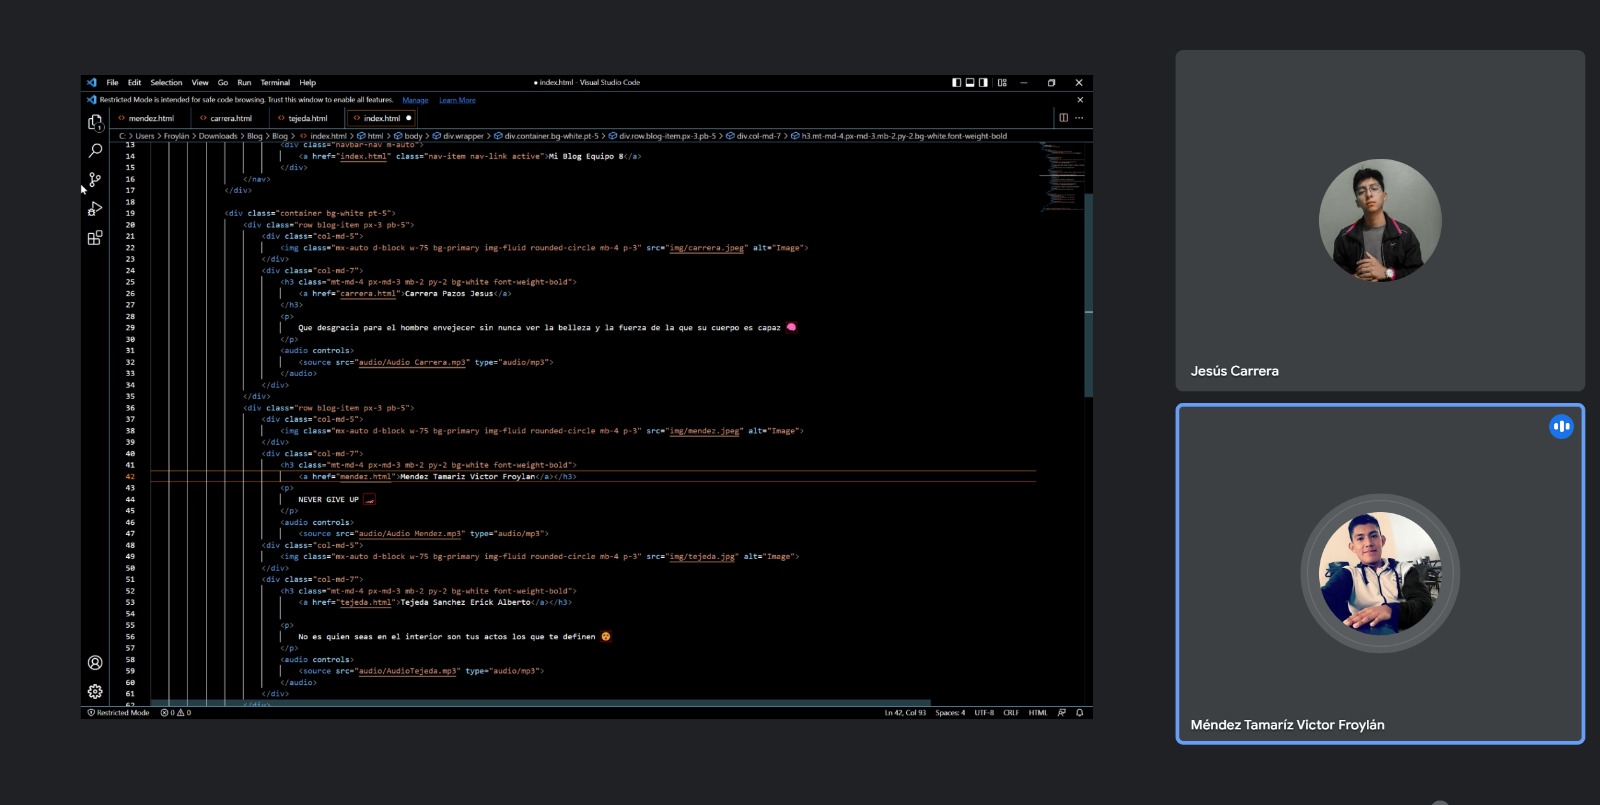 File Edit Selection View Go Run Terminal Help
● index.html - Visual Studio Code
Restricted Mode is intended for safe code browsing. Trust this window to enable all features. Manage Learn More
mendez.html carrera.html tejeda.html index.html ●
C: > Users > Froylán > Downloads > Blog > Blog > index.html > html > body > div.wrapper > div.container.bg-white.pt-5 > div.row.blog-item.px-3.pb-5 > div.col-md-7 > h3.mt-md-4.px-md-3.mb-2.py-2.bg-white.font-weight-bold
13 <div class="navbar-nav m-auto">
14 <a href="index.html" class="nav-item nav-link active">Mi Blog Equipo 8</a>
15 </div>
16 </nav>
17 </div>
18
19 <div class="container bg-white pt-5">
20 <div class="row blog-item px-3 pb-5">
21 <div class="col-md-5">
22 <img class="mx-auto d-block w-75 bg-primary img-fluid rounded-circle mb-4 p-3" src="img/carrera.jpeg" alt="Image">
23 </div>
24 <div class="col-md-7">
25 <h3 class="mt-md-4 px-md-3 mb-2 py-2 bg-white font-weight-bold">
26 <a href="carrera.html">Carrera Pazos Jesus</a>
27 </h3>
28 <p>
29 Que desgracia para el hombre envejecer sin nunca ver la belleza y la fuerza de la que su cuerpo es capaz 🧠
30 </p>
31 <audio controls>
32 <source src="audio/Audio Carrera.mp3" type="audio/mp3">
33 </audio>
34 </div>
35 </div>
36 <div class="row blog-item px-3 pb-5">
37 <div class="col-md-5">
38 <img class="mx-auto d-block w-75 bg-primary img-fluid rounded-circle mb-4 p-3" src="img/mendez.jpeg" alt="Image">
39 </div>
40 <div class="col-md-7">
41 <h3 class="mt-md-4 px-md-3 mb-2 py-2 bg-white font-weight-bold">
42 <a href="mendez.html">Mendez Tamariz Victor Froylan</a></h3>
43 <p>
44 NEVER GIVE UP
45 </p>
46 <audio controls>
47 <source src="audio/Audio Mendez.mp3" type="audio/mp3">
48 <div class="col-md-5">
49 <img class="mx-auto d-block w-75 bg-primary img-fluid rounded-circle mb-4 p-3" src="img/tejeda.jpg" alt="Image">
50 </div>
51 <div class="col-md-7">
52 <h3 class="mt-md-4 px-md-3 mb-2 py-2 bg-white font-weight-bold">
53 <a href="tejeda.html">Tejeda Sanchez Erick Alberto</a></h3>
54
55 <p>
56 No es quien seas en el interior son tus actos los que te definen 😲
57 </p>
58 <audio controls>
59 <source src="audio/AudioTejeda.mp3" type="audio/mp3">
60 </audio>
61 </div>
62 </div>
Restricted Mode 0 0 Ln 42, Col 93 Spaces: 4 UTF-8 CRLF HTML
Jesús Carrera
Méndez Tamaríz Victor Froylán